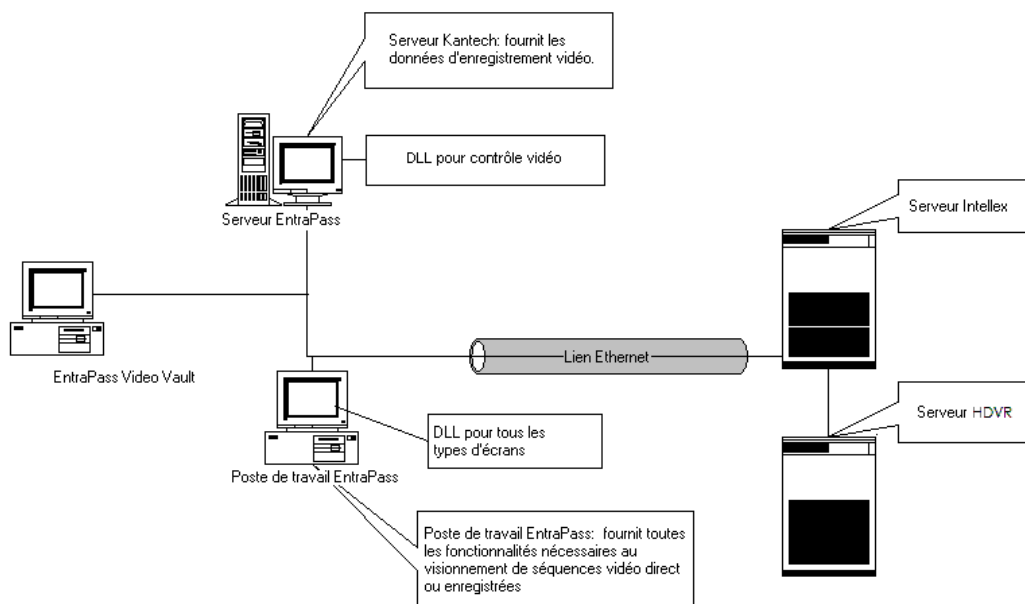 Serveur Kantech: fournit les
données d'enregistrement vidéo.
DLL pour contrôle vidéo
Serveur EntraPass
Serveur Intellex
EntraPass Video Vault
Lien Ethernet
Serveur HDVR
DLL pour tous les
types d'écrans
Poste de travail EntraPass
Poste de travail EntraPass: fournit toutes
les fonctionnalités nécessaires au
visionnement de séquences vidéo direct
ou enregistrées